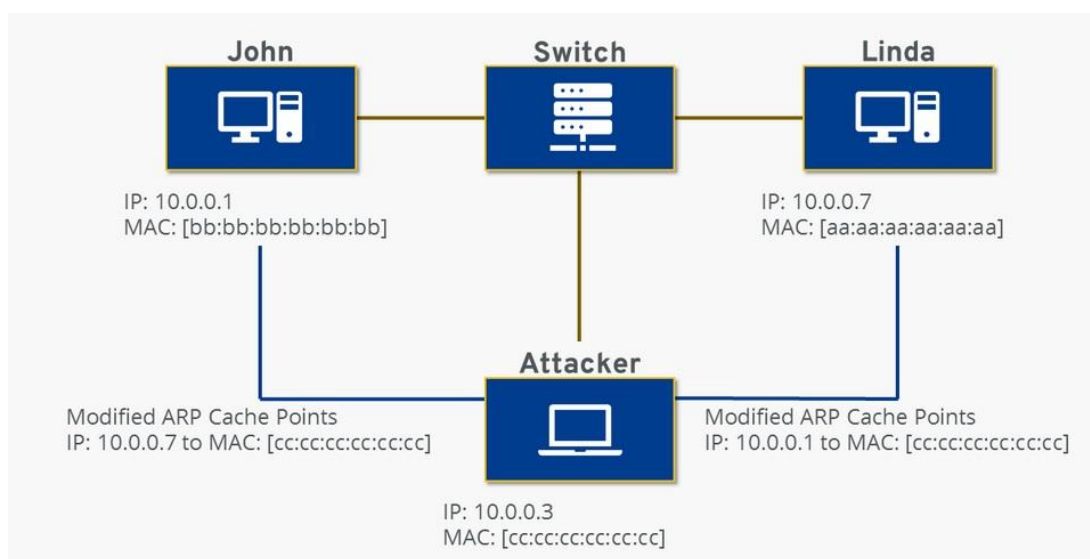 John
Switch
Linda
IP: 10.0.0.1
MAC: [bb:bb:bb:bb:bb:bb]
IP: 10.0.0.7
MAC: [aa:aa:aa:aa:aa:aa]
Attacker
Modified ARP Cache Points
IP: 10.0.0.7 to MAC: [cc:cc:cc:cc:cc:cc]
Modified ARP Cache Points
IP: 10.0.0.1 to MAC: [cc:cc:cc:cc:cc:cc]
IP: 10.0.0.3
MAC: [cc:cc:cc:cc:cc:cc]